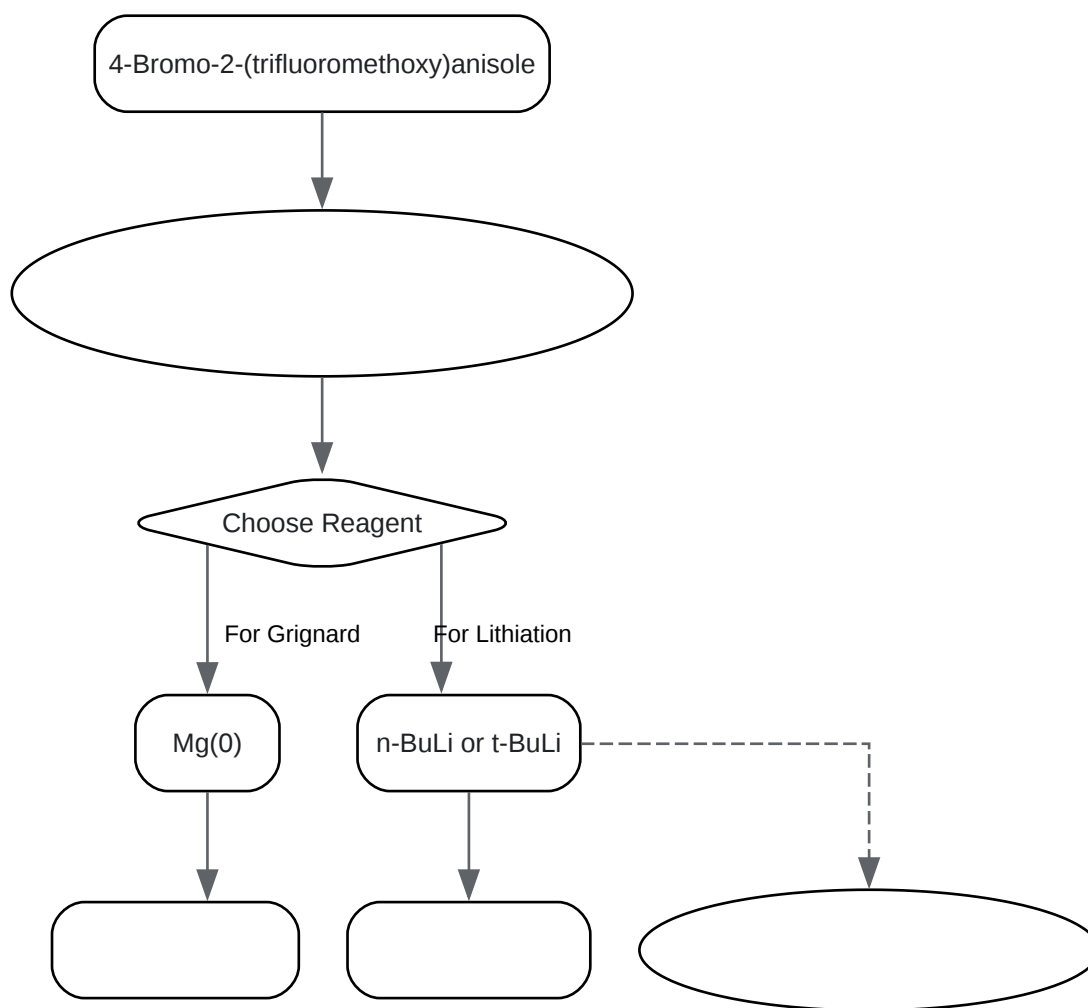 4-Bromo-2-(trifluoromethoxy)anisole
Choose Reagent
For Grignard
For Lithiation
Mg(0)
n-BuLi or t-BuLi